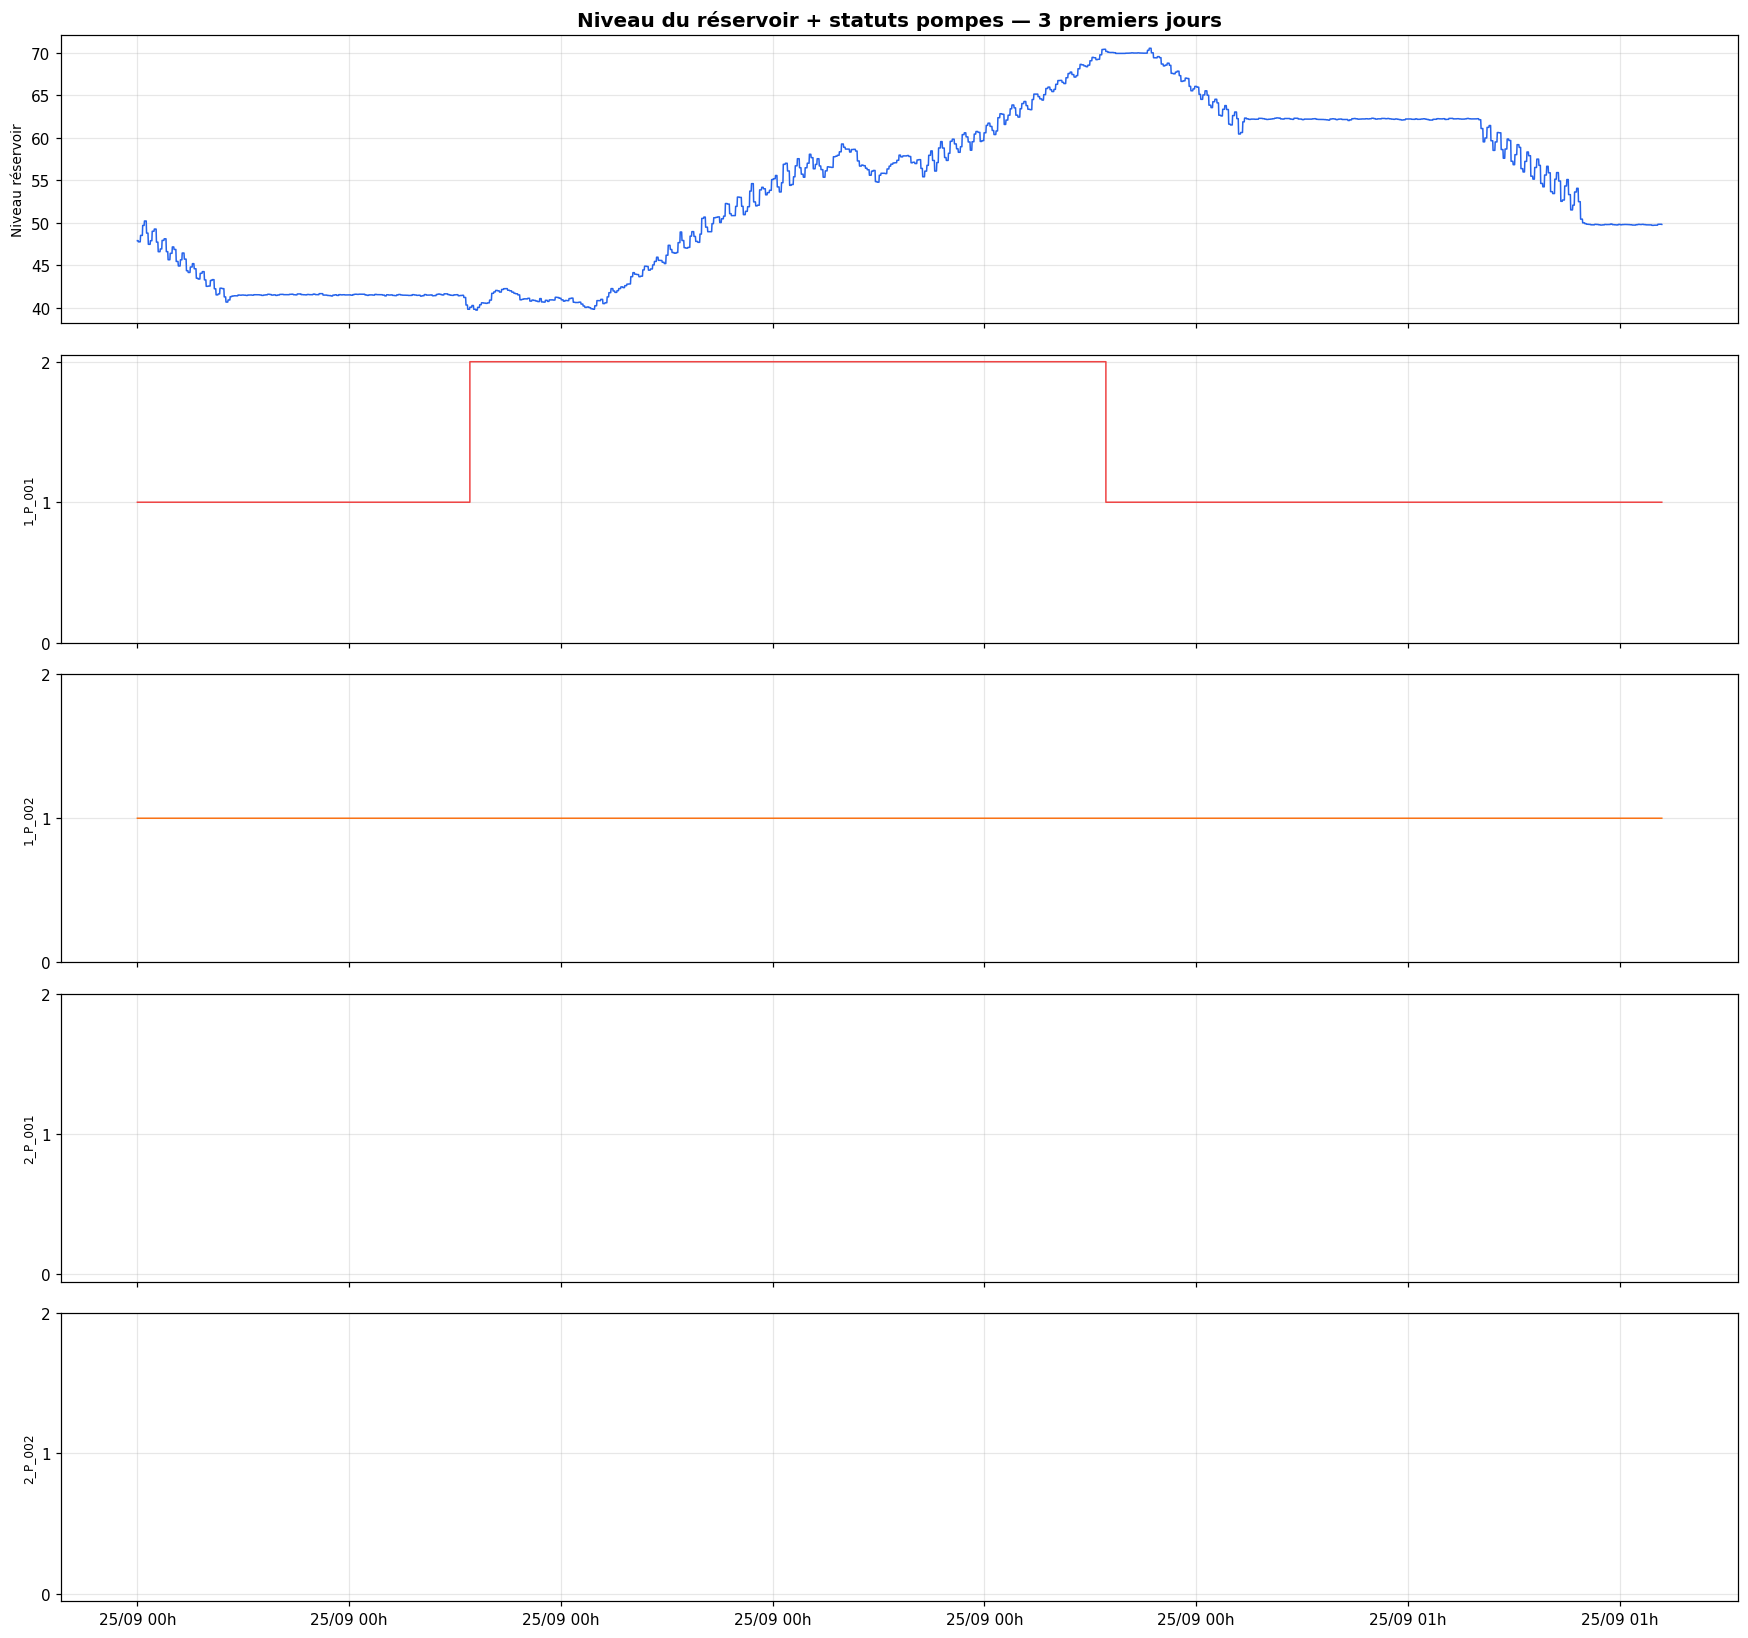 Niveau du réservoir + statuts pompes — 3 premiers jours
Niveau réservoir
70
65
60
55
50
45
40
1_P_001
2
1
0
1_P_002
2
1
0
2_P_001
2
1
0
2_P_002
2
1
0
25/09 00h 25/09 00h 25/09 00h 25/09 00h 25/09 00h 25/09 00h 25/09 01h 25/09 01h